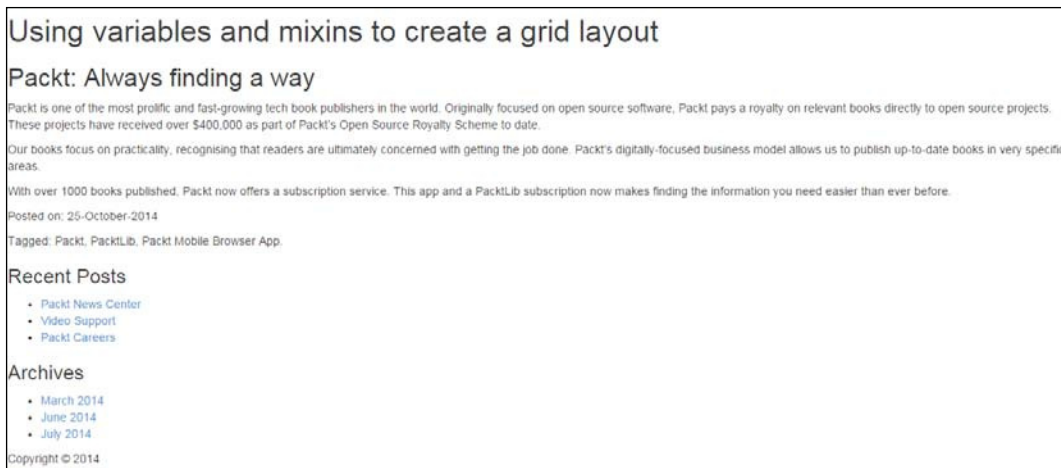 Using variables and mixins to create a grid layout
Packt: Always finding a way
Packt is one of the most prolific and fast-growing tech book publishers in the world. Originally focused on open source software, Packt pays a royalty on relevant books directly to open source projects.
These projects have received over $400,000 as part of Packt's Open Source Royalty Scheme to date.
Our books focus on practicality, recognising that readers are ultimately concerned with getting the job done. Packt's digitally-focused business model allows us to publish up-to-date books in very specific
areas.
With over 1000 books published, Packt now offers a subscription service. This app and a PacktLib subscription now makes finding the information you need easier than ever before.
Posted on: 25-October-2014
Tagged: Packt, PacktLib, Packt Mobile Browser App.
Recent Posts
• Packt News Center
• Video Support
• Packt Careers
Archives
• March 2014
• June 2014
• July 2014
Copyright © 2014